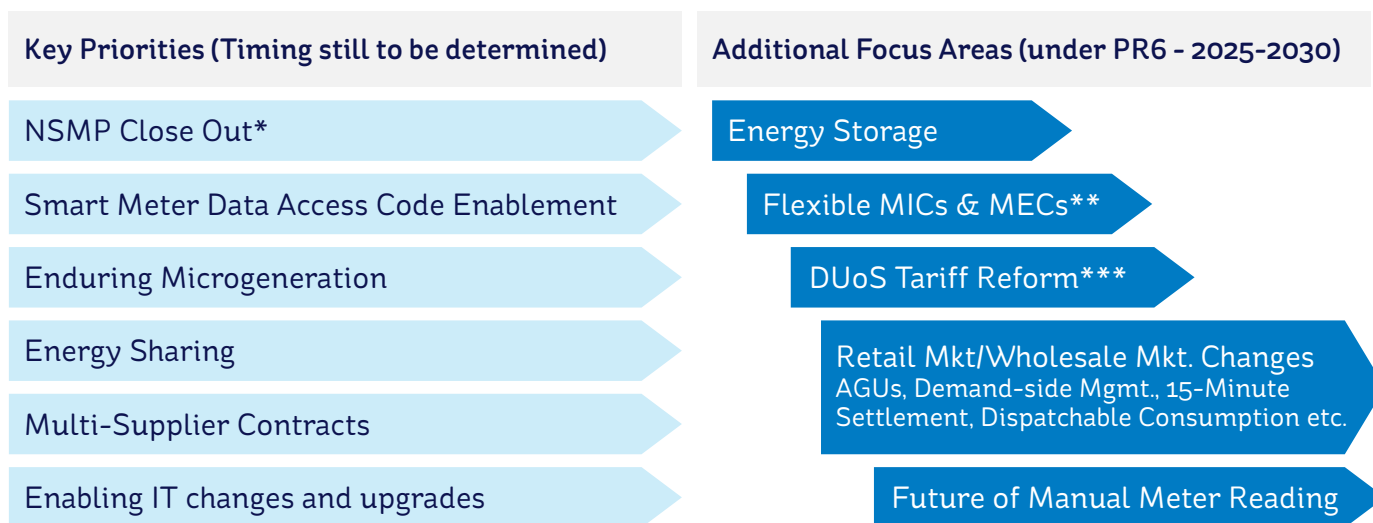 Key Priorities (Timing still to be determined)
NSMP Close Out*
Smart Meter Data Access Code Enablement
Enduring Microgeneration
Energy Sharing
Multi-Supplier Contracts
Enabling IT changes and upgrades
Additional Focus Areas (under PR6 - 2025-2030)
Energy Storage
Flexible MICs & MECs**
DUoS Tariff Reform***
Retail Mkt/Wholesale Mkt. Changes
AGUs, Demand-side Mgmt., 15-Minute
Settlement, Dispatchable Consumption etc.
Future of Manual Meter Reading